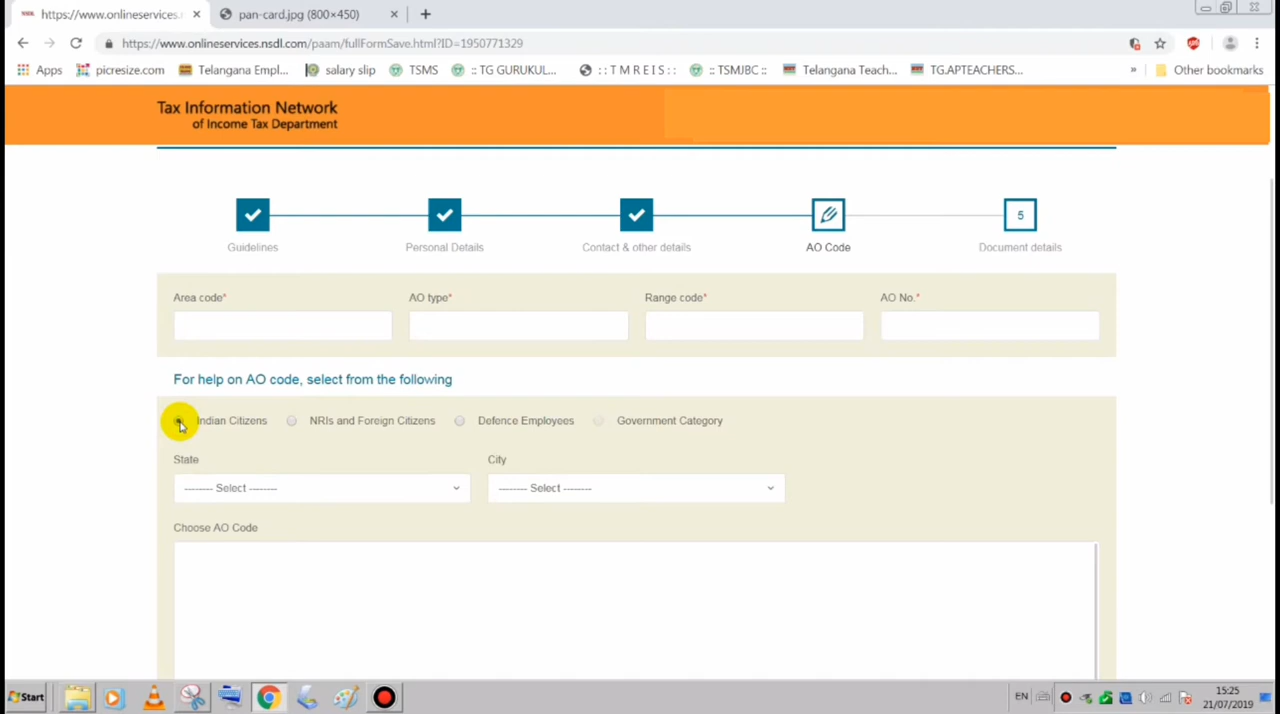 https://www.onlineservices.nsdl.com/
pan-card.jpg (800×450)
https://www.onlineservices.nsdl.com/paam/fullFormSave.html?ID=1950771329
Apps
picresize.com
Telangana Empl...
salary slip
TSMS
:: TG GURUKUL...
: : T M R E I S : :
:: TSMJBC ::
Telangana Teach...
TG.APTEACHERS...
»
Other bookmarks
Tax Information Network
of Income Tax Department
5
Guidelines
Personal Details
Contact & other details
AO Code
Document details
Area code*
AO type*
Range code*
AO No.*
For help on AO code, select from the following
Indian Citizens
NRIs and Foreign Citizens
Defence Employees
Government Category
State
City
-------- Select --------
-------- Select --------
Choose AO Code
Start
EN
15:25
21/07/2019